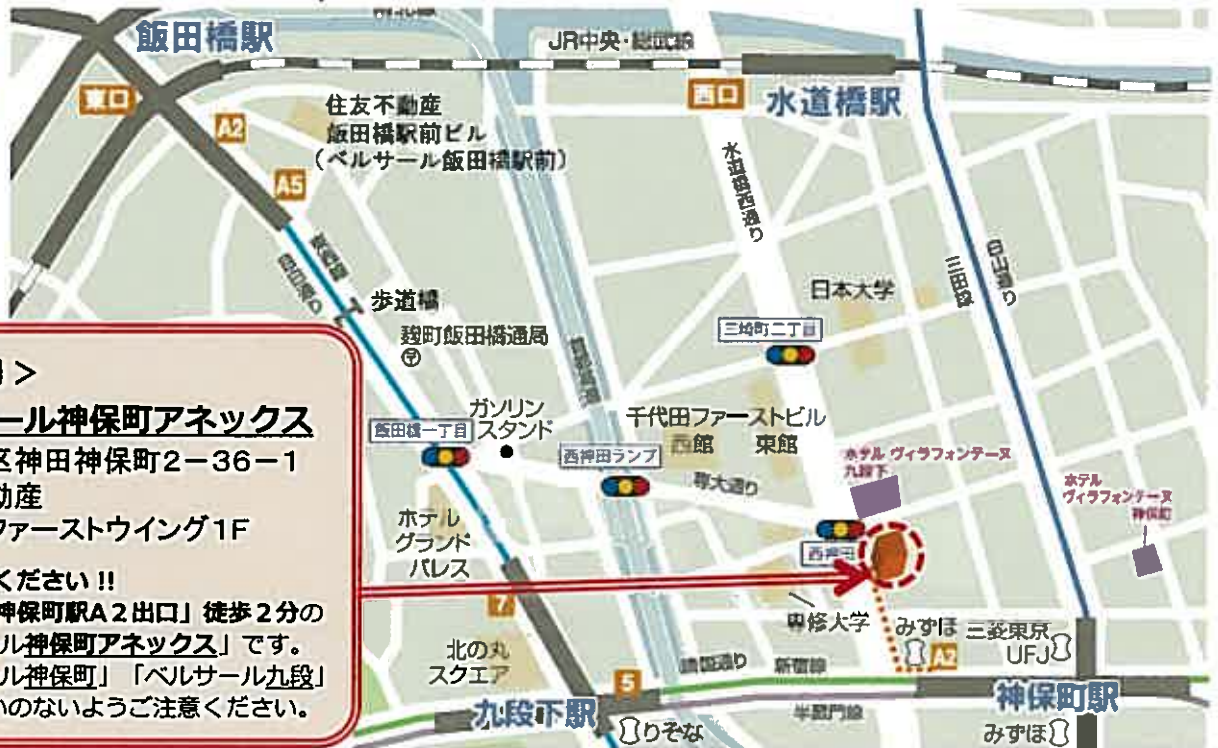 飯田橋駅
JR中央・総武線
東口
A2
住友不動産
飯田橋駅前ビル
(ベルサール飯田橋駅前)
西口
水道橋駅
A5
水道橋西通り
目白通り
歩道橋
麹町飯田橋通局
日本大学
三田線
白山通り
三崎町二丁目
>
ール神保町アネックス
区神田神保町2-36-1
動産
ファーストウイング1F
ください!!
神保町駅A2出口」徒歩2分の
ル神保町アネックス」です。
ル神保町」「ベルサール九段」
いのないようご注意ください。
飯田橋一丁目
ガソリン
スタンド
西神田ランプ
千代田ファーストビル
西館 東館
専大通り
ホテル ヴィラフォンテーヌ
九段下
ホテル
ヴィラフォンテーヌ
神保町
西神田
ホテル
グランド
パレス
7
専修大学
みずほ
三菱東京
UFJ
A2
北の丸
スクエア
靖国通り
新宿線
5
九段下駅
りそな
半蔵門線
神保町駅
みずほ